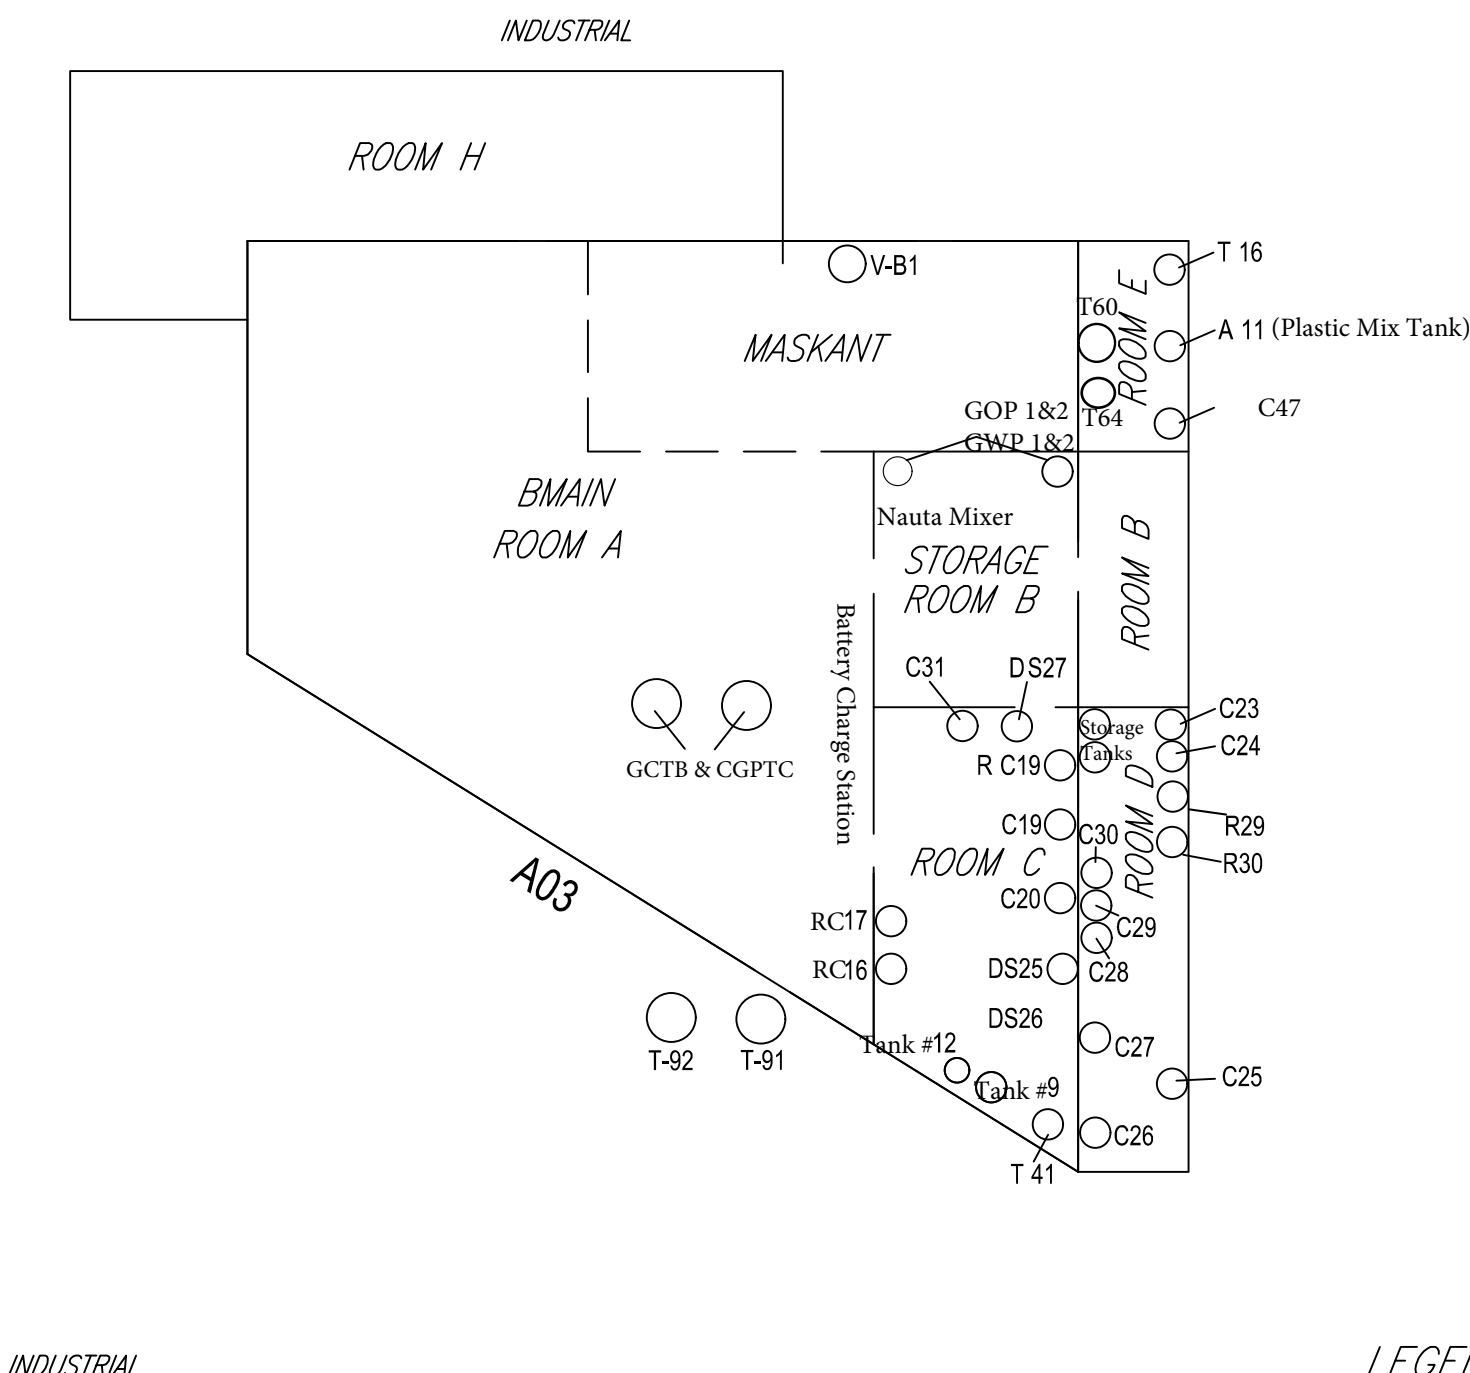 INDUSTRIAL
ROOM H
V-B1
T 16
T60
ROOM E
A 11 (Plastic Mix Tank)
MASKANT
GOP 1&2
T64
C47
GWP 1&2
BMAIN
ROOM A
Nauta Mixer
STORAGE
ROOM B
ROOM B
Battery Charge Station
C31
DS27
Storage
Tanks
C23
C24
GCTB & CGPTC
R C19
ROOM D
C19
C30
R29
R30
ROOM C
A03
C20
RC17
C29
RC16
DS25
C28
DS26
T-92
T-91
Tank #12
C27
Tank #9
C25
C26
T 41
INDUSTRIAL